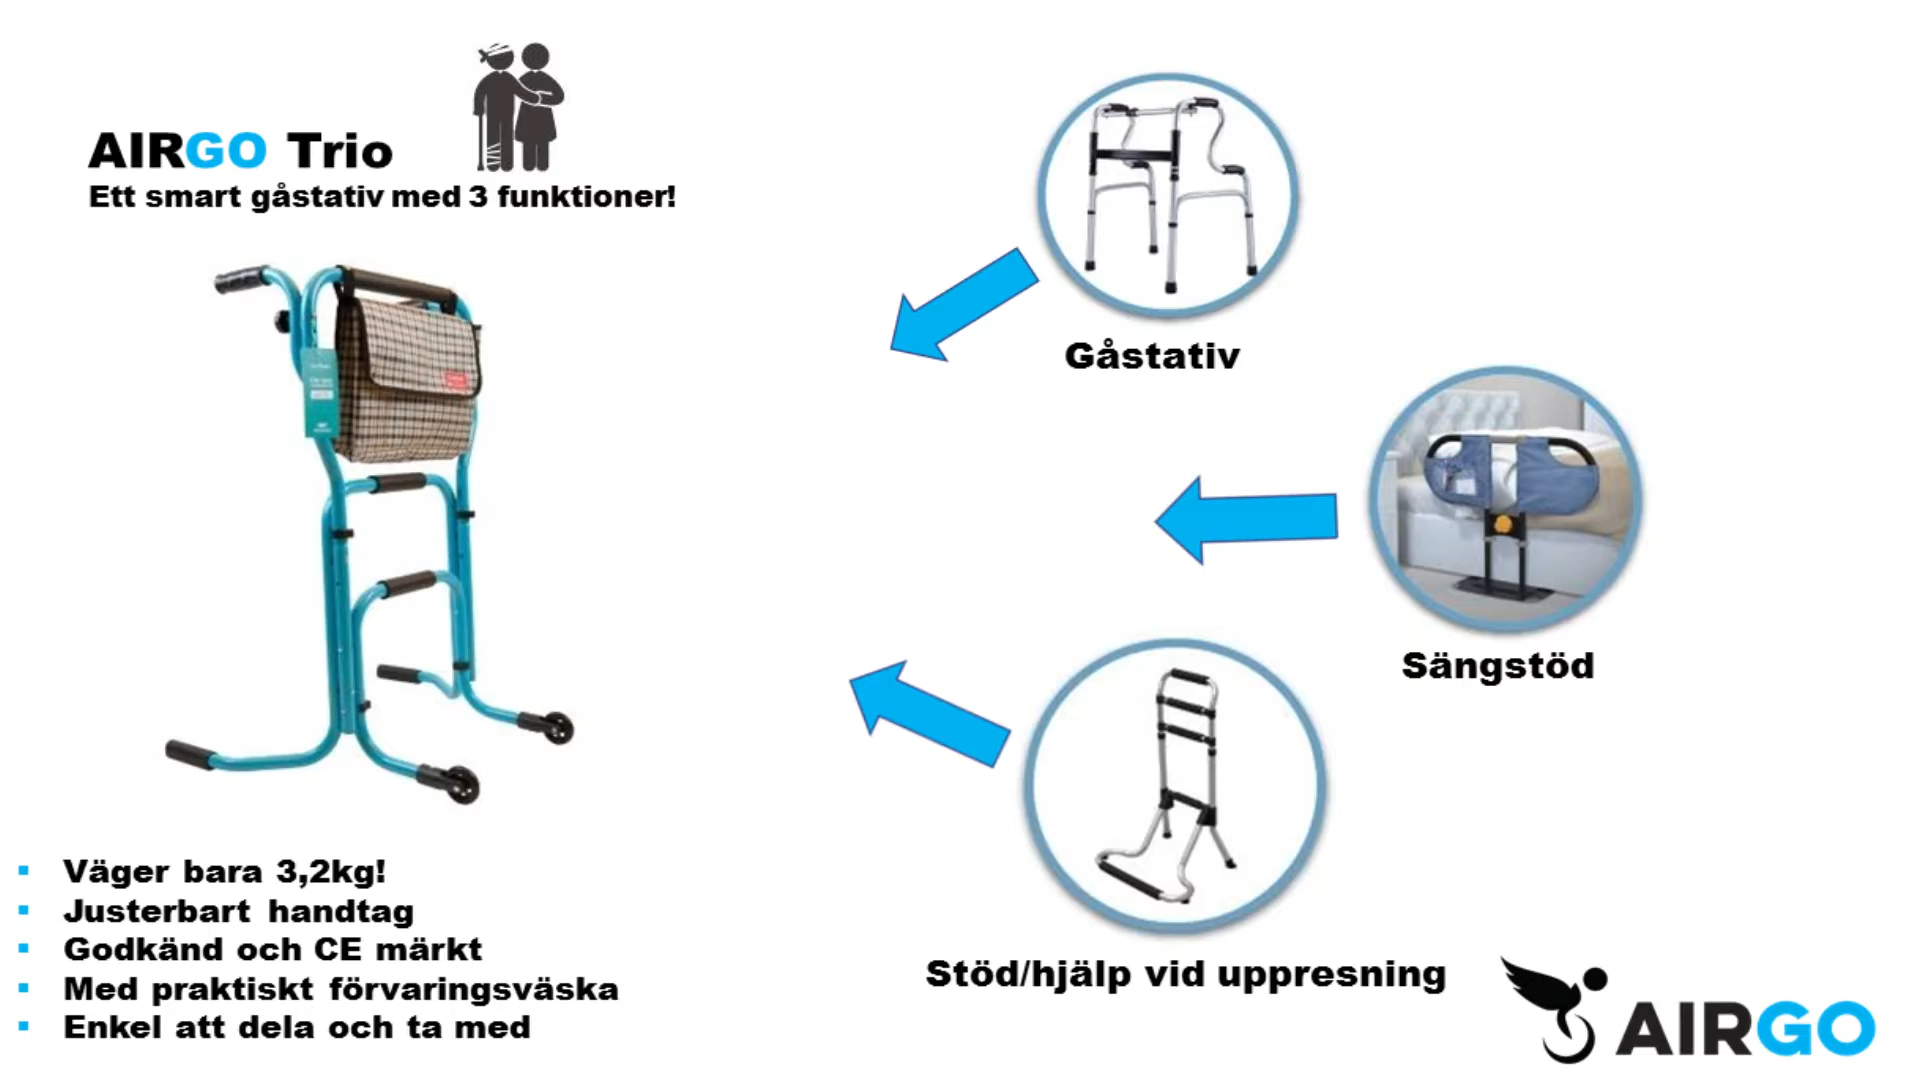 AIRGO Trio
Ett smart gåstativ med 3 funktioner!
Gåstativ
Sängstöd
Stöd/hjälp vid uppresning
▪ Väger bara 3,2kg!
▪ Justerbart handtag
▪ Godkänd och CE märkt
▪ Med praktiskt förvaringsväska
▪ Enkel att dela och ta med
AIRGO